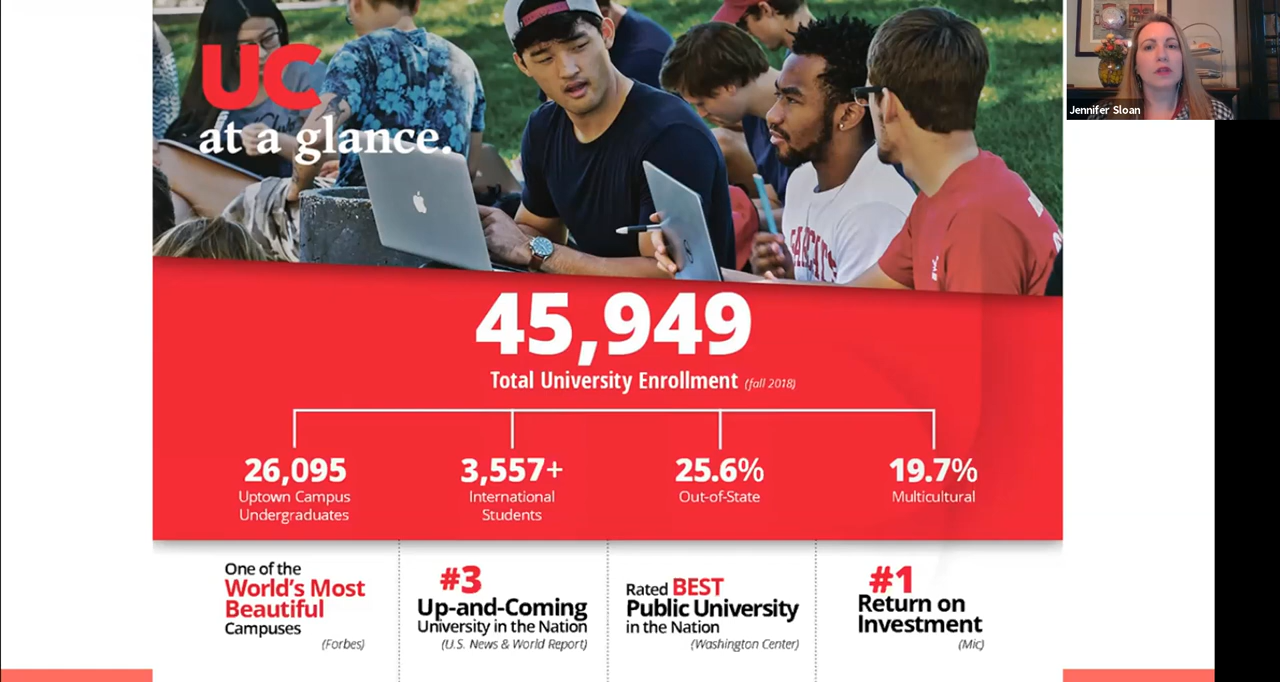 UC
at a glance.
Jennifer Sloan
45,949
Total University Enrollment (fall 2018)
26,095
Uptown Campus
Undergraduates
3,557+
International
Students
25.6%
Out-of-State
19.7%
Multicultural
One of the
World's Most
Beautiful
Campuses
(Forbes)
#3
Up-and-Coming
University in the Nation
(U.S. News & World Report)
Rated BEST
Public University
in the Nation
(Washington Center)
#1
Return on
Investment
(Mic)